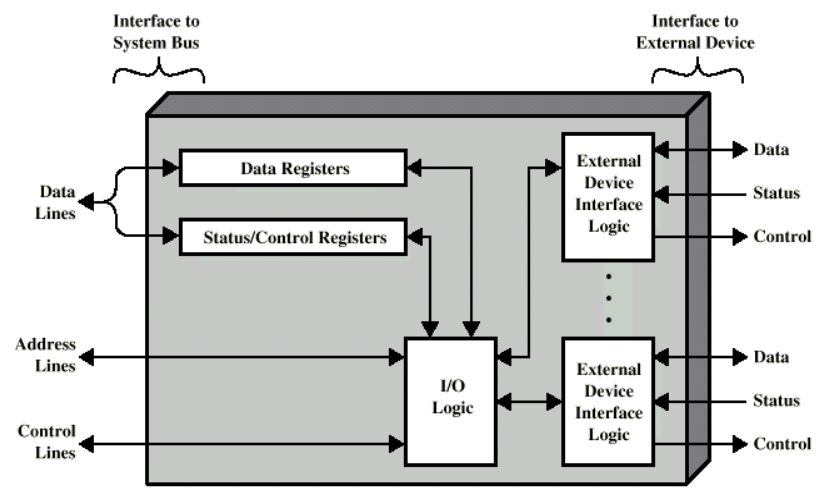 Interface to
System Bus
Interface to
External Device
Data Registers
Status/Control Registers
Data
Lines
Address
Lines
Control
Lines
I/O
Logic
External
Device
Interface
Logic
Data
Status
Control
External
Device
Interface
Logic
Data
Status
Control